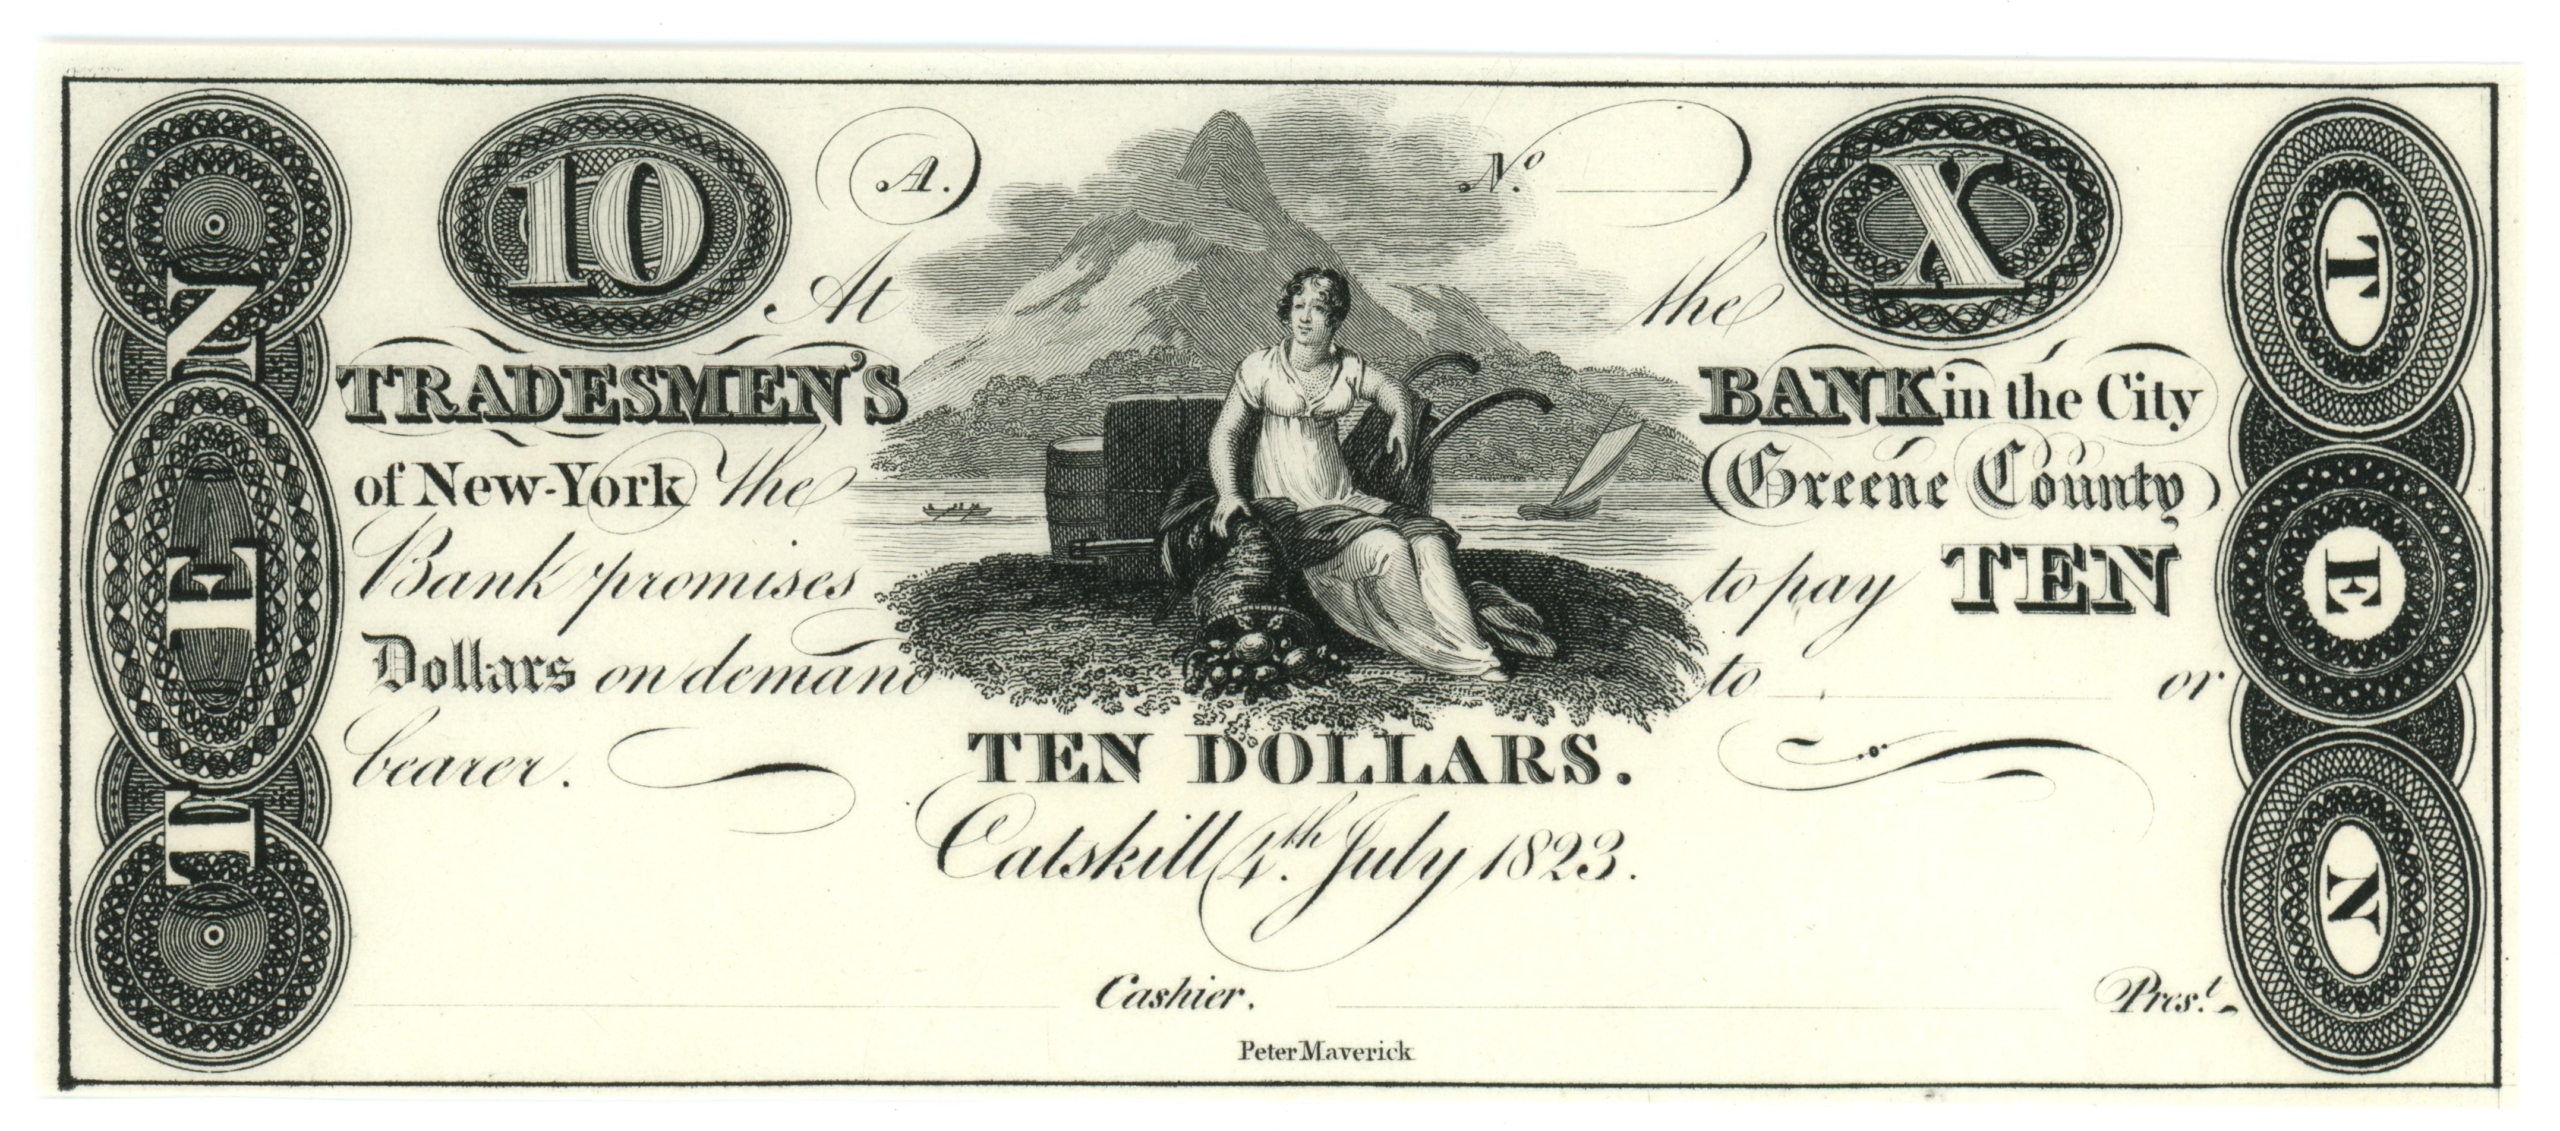 10 A. No. X
At the
TRADESMEN'S BANK in the City
of New-York The Greene County
Bank promises to pay TEN
Dollars on demand to or
bearer.
TEN DOLLARS.
Catskill 4th. July 1823.
Cashier. Prest.
Peter Maverick
TEN
TEN